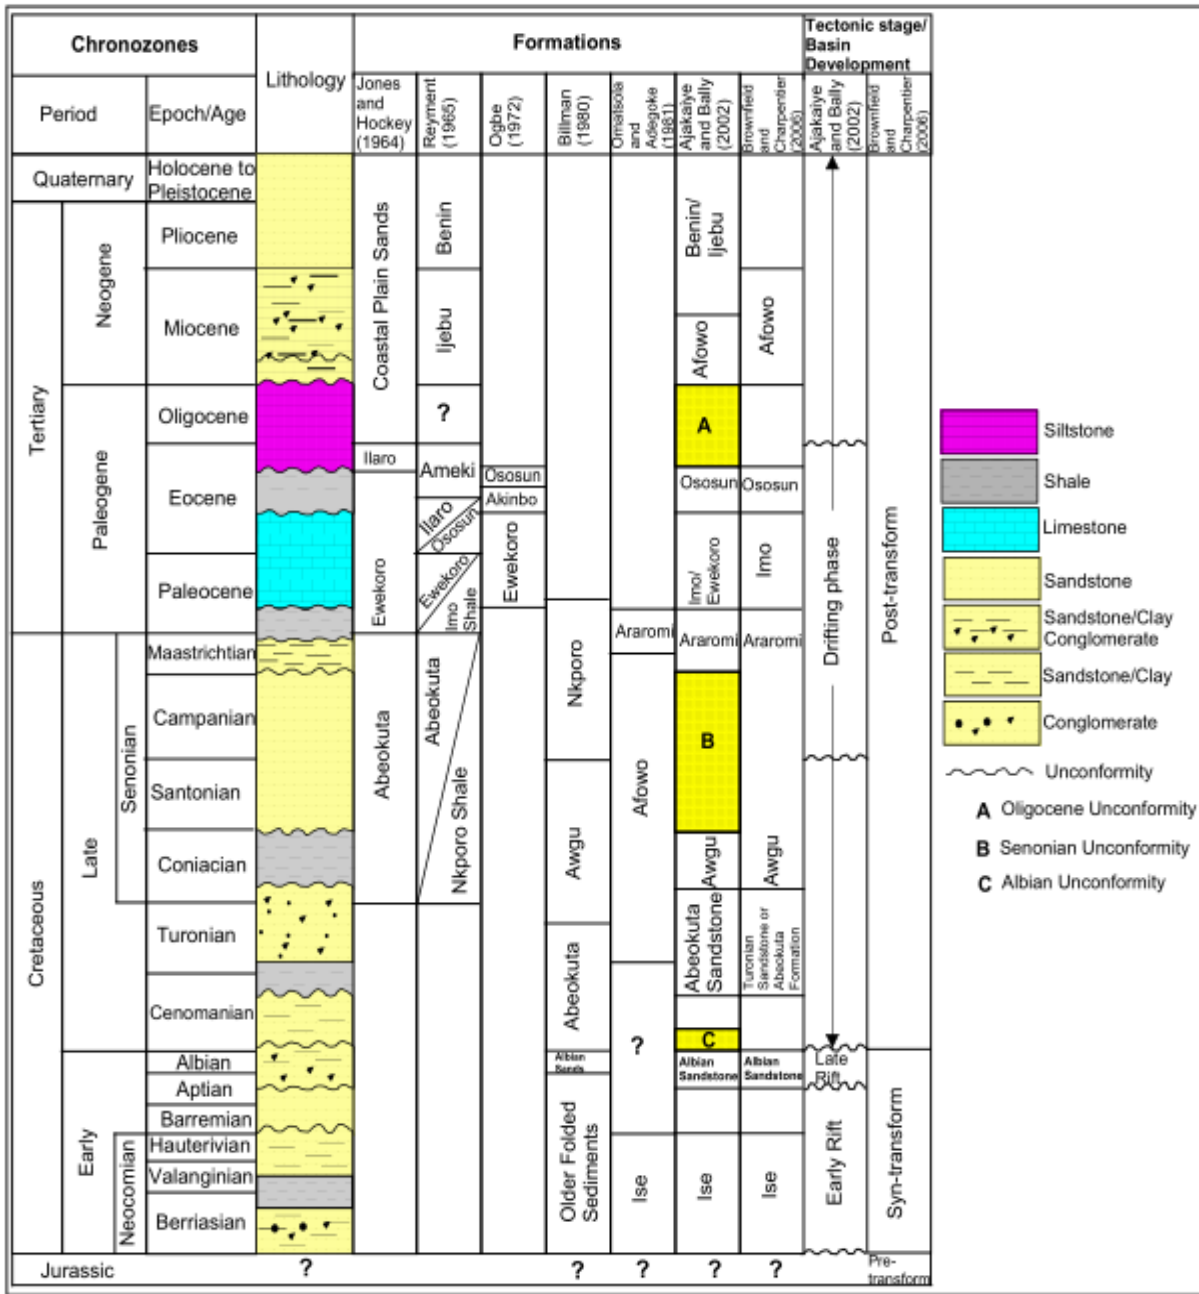 Chronozones
Lithology
Formations
Tectonic stage/
Basin
Development
Period
Epoch/Age
Jones
and
Hockey
(1964)
Reyment
(1965)
Ogbe
(1972)
Billman
(1980)
Omatsola
and
Adegoke
(1981)
Ajakaiye
and Bally
(2002)
Brownfield
and
Charpentier
(2006)
Ajakaiye
and Bally
(2002)
Brownfield
and
Charpentier
(2006)
Quaternary
Tertiary
Neogene
Paleogene
Cretaceous
Late
Senonian
Early
Neocomian
Jurassic
Holocene to
Pleistocene
Pliocene
Miocene
Oligocene
Eocene
Paleocene
Maastrichtian
Campanian
Santonian
Coniacian
Turonian
Cenomanian
Albian
Aptian
Barremian
Hauterivian
Valanginian
Berriasian
?
Coastal Plain Sands
Ilaro
Ewekoro
Abeokuta
Benin
Ijebu
?
Ameki
Ilaro
Ososun
Ewekoro
Imo
Shale
Abeokuta
Nkporo Shale
Ososun
Akinbo
Ewekoro
Nkporo
Awgu
Abeokuta
Albian
Sands
Older Folded
Sediments
?
Araromi
Afowo
?
Ise
?
Benin/
Ijebu
Afowo
A
Ososun
Imo/
Ewekoro
Araromi
B
Awgu
Abeokuta
Sandstone
C
Albian
Sandstone
Ise
?
Afowo
Ososun
Imo
Araromi
Awgu
Turonian
Sandstone or
Abeokuta
Formation
Albian
Sandstone
Ise
?
Drifting phase
Late
Rift
Early Rift
Post-transform
Syn-transform
Pre-
transform
Siltstone
Shale
Limestone
Sandstone
Sandstone/Clay
Conglomerate
Sandstone/Clay
Conglomerate
Unconformity
A Oligocene Unconformity
B Senonian Unconformity
C Albian Unconformity